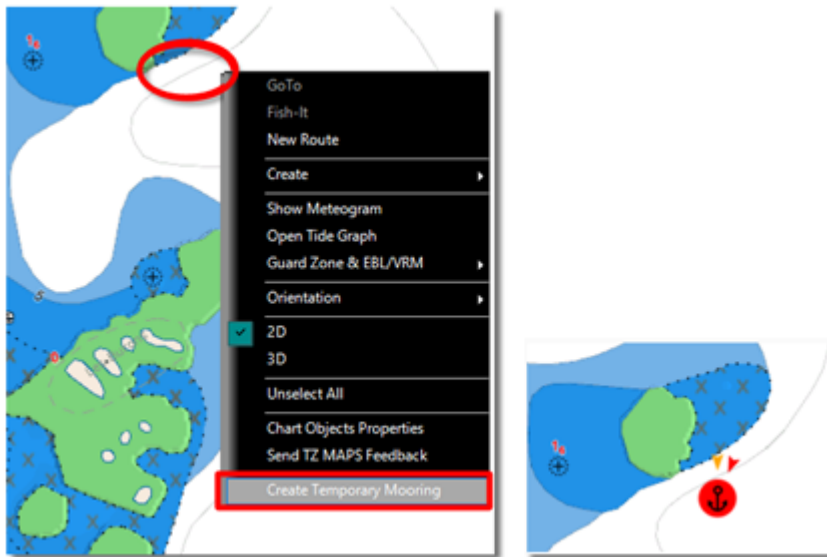 GoTo
Fish-It
New Route
Create
Show Meteogram
Open Tide Graph
Guard Zone & EBL/VRM
Orientation
2D
3D
Unselect All
Chart Objects Properties
Send TZ MAPS Feedback
Create Temporary Mooring